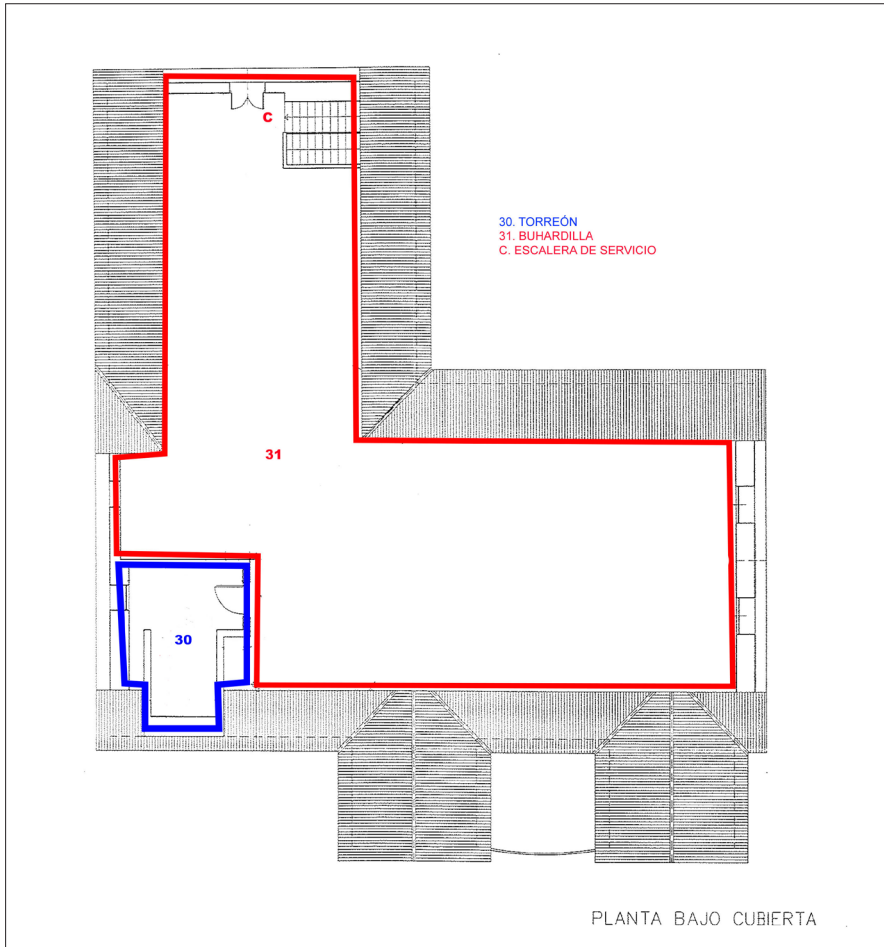 C
30. TORREÓN
31. BUHARDILLA
C. ESCALERA DE SERVICIO
31
30
PLANTA BAJO CUBIERTA